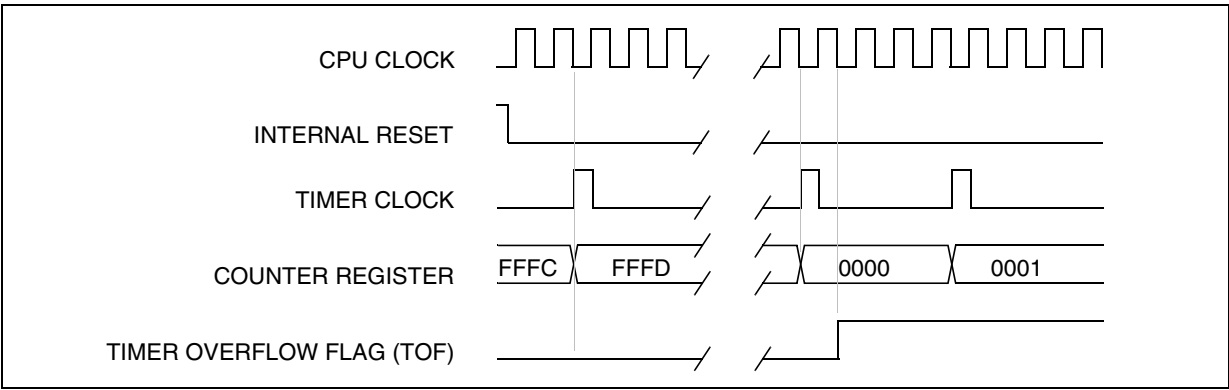 CPU CLOCK
INTERNAL RESET
TIMER CLOCK
COUNTER REGISTER FFFC FFFD 0000 0001
TIMER OVERFLOW FLAG (TOF)